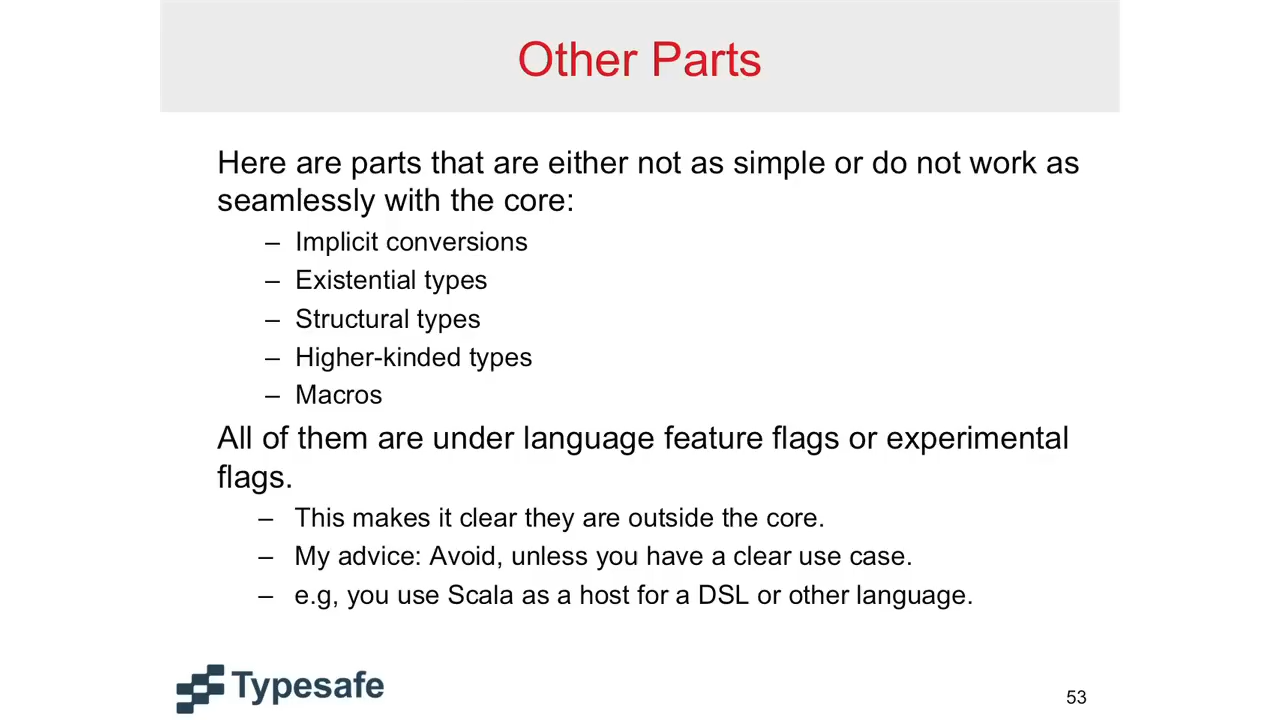 Other Parts
Here are parts that are either not as simple or do not work as
seamlessly with the core:
– Implicit conversions
– Existential types
– Structural types
– Higher-kinded types
– Macros
All of them are under language feature flags or experimental
flags.
– This makes it clear they are outside the core.
– My advice: Avoid, unless you have a clear use case.
– e.g, you use Scala as a host for a DSL or other language.
Typesafe
53